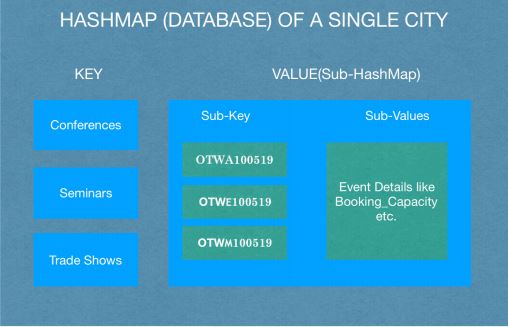 HASHMAP (DATABASE) OF A SINGLE CITY
KEY
VALUE(Sub-HashMap)
Conferences
Seminars
Trade Shows
Sub-Key
OTWA100519
OTWE100519
OTWM100519
Sub-Values
Event Details like
Booking_Capacity
etc.